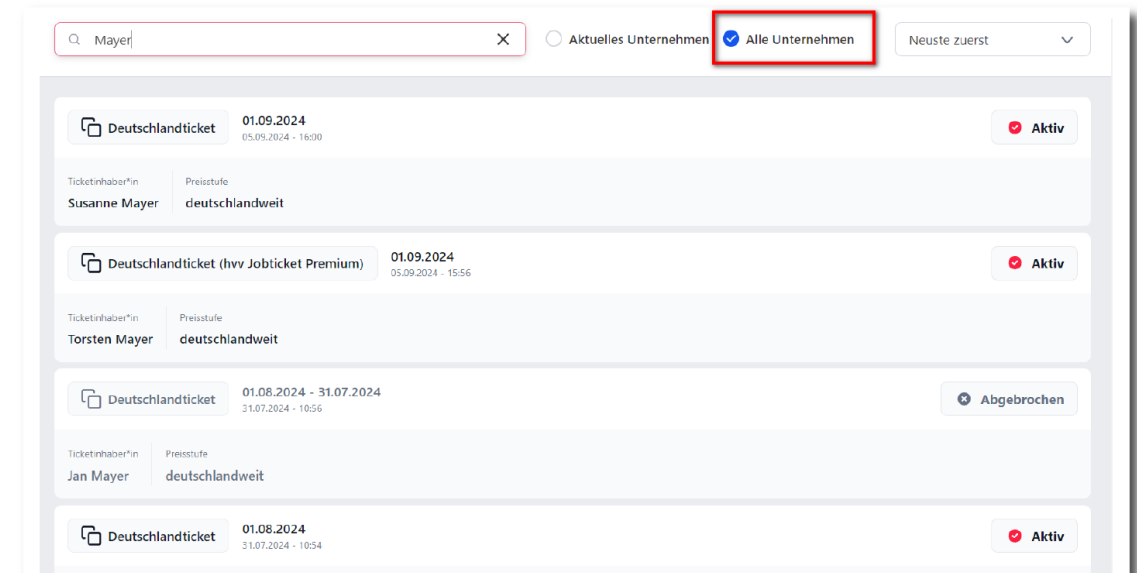 Mayer
Aktuelles Unternehmen
Alle Unternehmen
Neuste zuerst
Deutschlandticket
01.09.2024
05.09.2024 - 16:00
Aktiv
Ticketinhaber*in
Preisstufe
Susanne Mayer
deutschlandweit
Deutschlandticket (hvv Jobticket Premium)
01.09.2024
05.09.2024 - 15:56
Aktiv
Ticketinhaber*in
Preisstufe
Torsten Mayer
deutschlandweit
Deutschlandticket
01.08.2024 - 31.07.2024
31.07.2024 - 10:56
Abgebrochen
Ticketinhaber*in
Preisstufe
Jan Mayer
deutschlandweit
Deutschlandticket
01.08.2024
31.07.2024 - 10:54
Aktiv